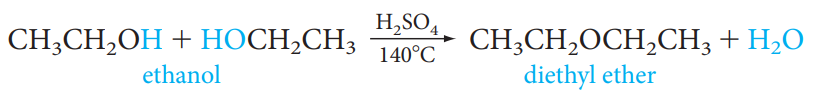 CH₃CH₂OH + HOCH₂CH₃ H₂SO₄ 140°C CH₃CH₂OCH₂CH₃ + H₂O
ethanol diethyl ether